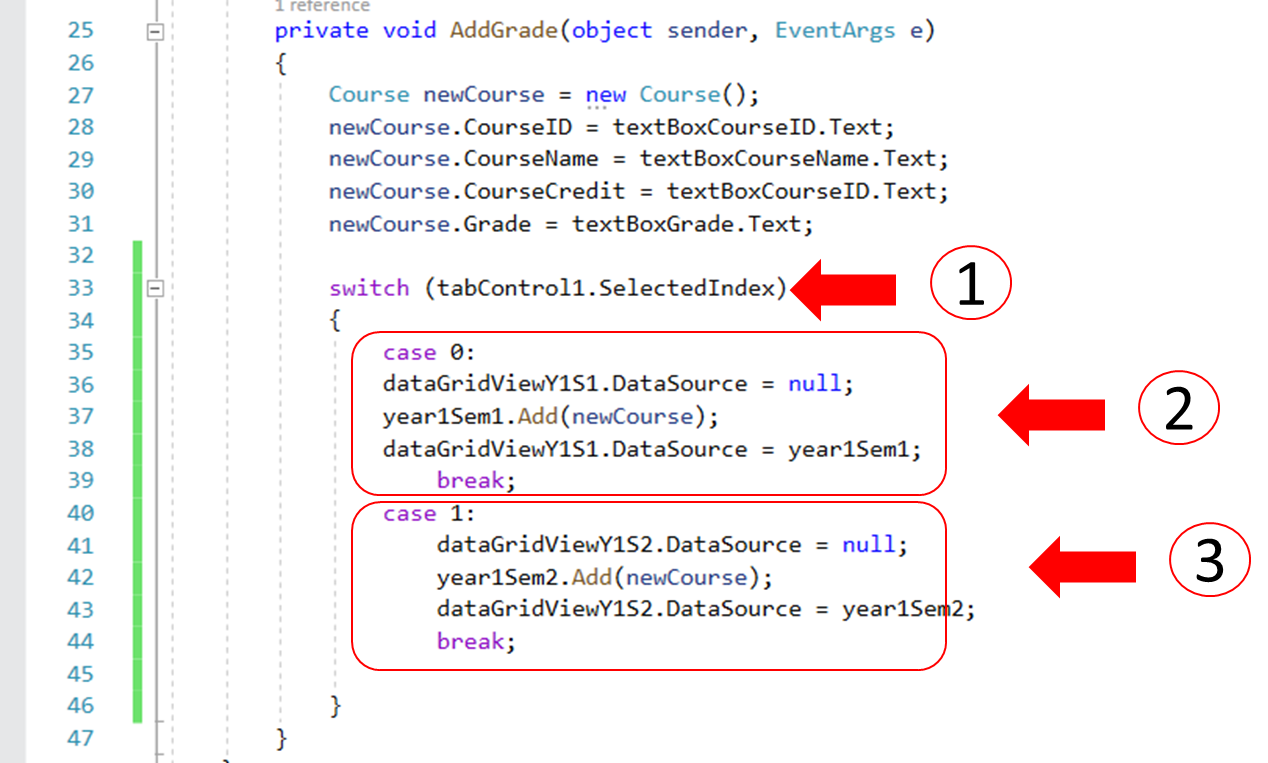 1 reference
25 private void AddGrade(object sender, EventArgs e)
26 {
27 Course newCourse = new Course();
28 newCourse.CourseID = textBoxCourseID.Text;
29 newCourse.CourseName = textBoxCourseName.Text;
30 newCourse.CourseCredit = textBoxCourseID.Text;
31 newCourse.Grade = textBoxGrade.Text;
32
33 switch (tabControl1.SelectedIndex) 1
34 {
35 case 0:
36 dataGridViewY1S1.DataSource = null;
37 year1Sem1.Add(newCourse); 2
38 dataGridViewY1S1.DataSource = year1Sem1;
39 break;
40 case 1:
41 dataGridViewY1S2.DataSource = null; 3
42 year1Sem2.Add(newCourse);
43 dataGridViewY1S2.DataSource = year1Sem2;
44 break;
45
46 }
47 }